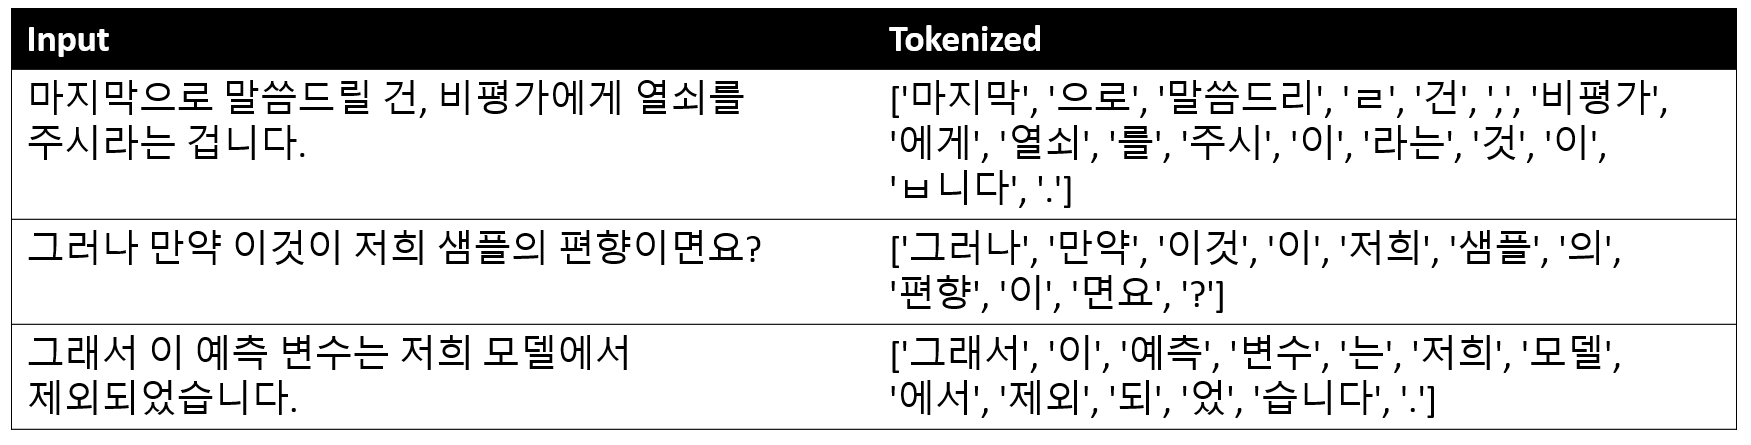 Input
Tokenized
마지막으로 말씀드릴 건, 비평가에게 열쇠를
주시라는 겁니다.
['마지막', '으로', '말씀드리', 'ㄹ', '건', ',', '비평가',
'에게', '열쇠', '를', '주시', '이', '라는', '것', '이',
'ㅂ니다', '.']
그러나 만약 이것이 저희 샘플의 편향이면요?
['그러나', '만약', '이것', '이', '저희', '샘플', '의',
'편향', '이', '면요', '?']
그래서 이 예측 변수는 저희 모델에서
제외되었습니다.
['그래서', '이', '예측', '변수', '는', '저희', '모델',
'에서', '제외', '되', '었', '습니다', '.']